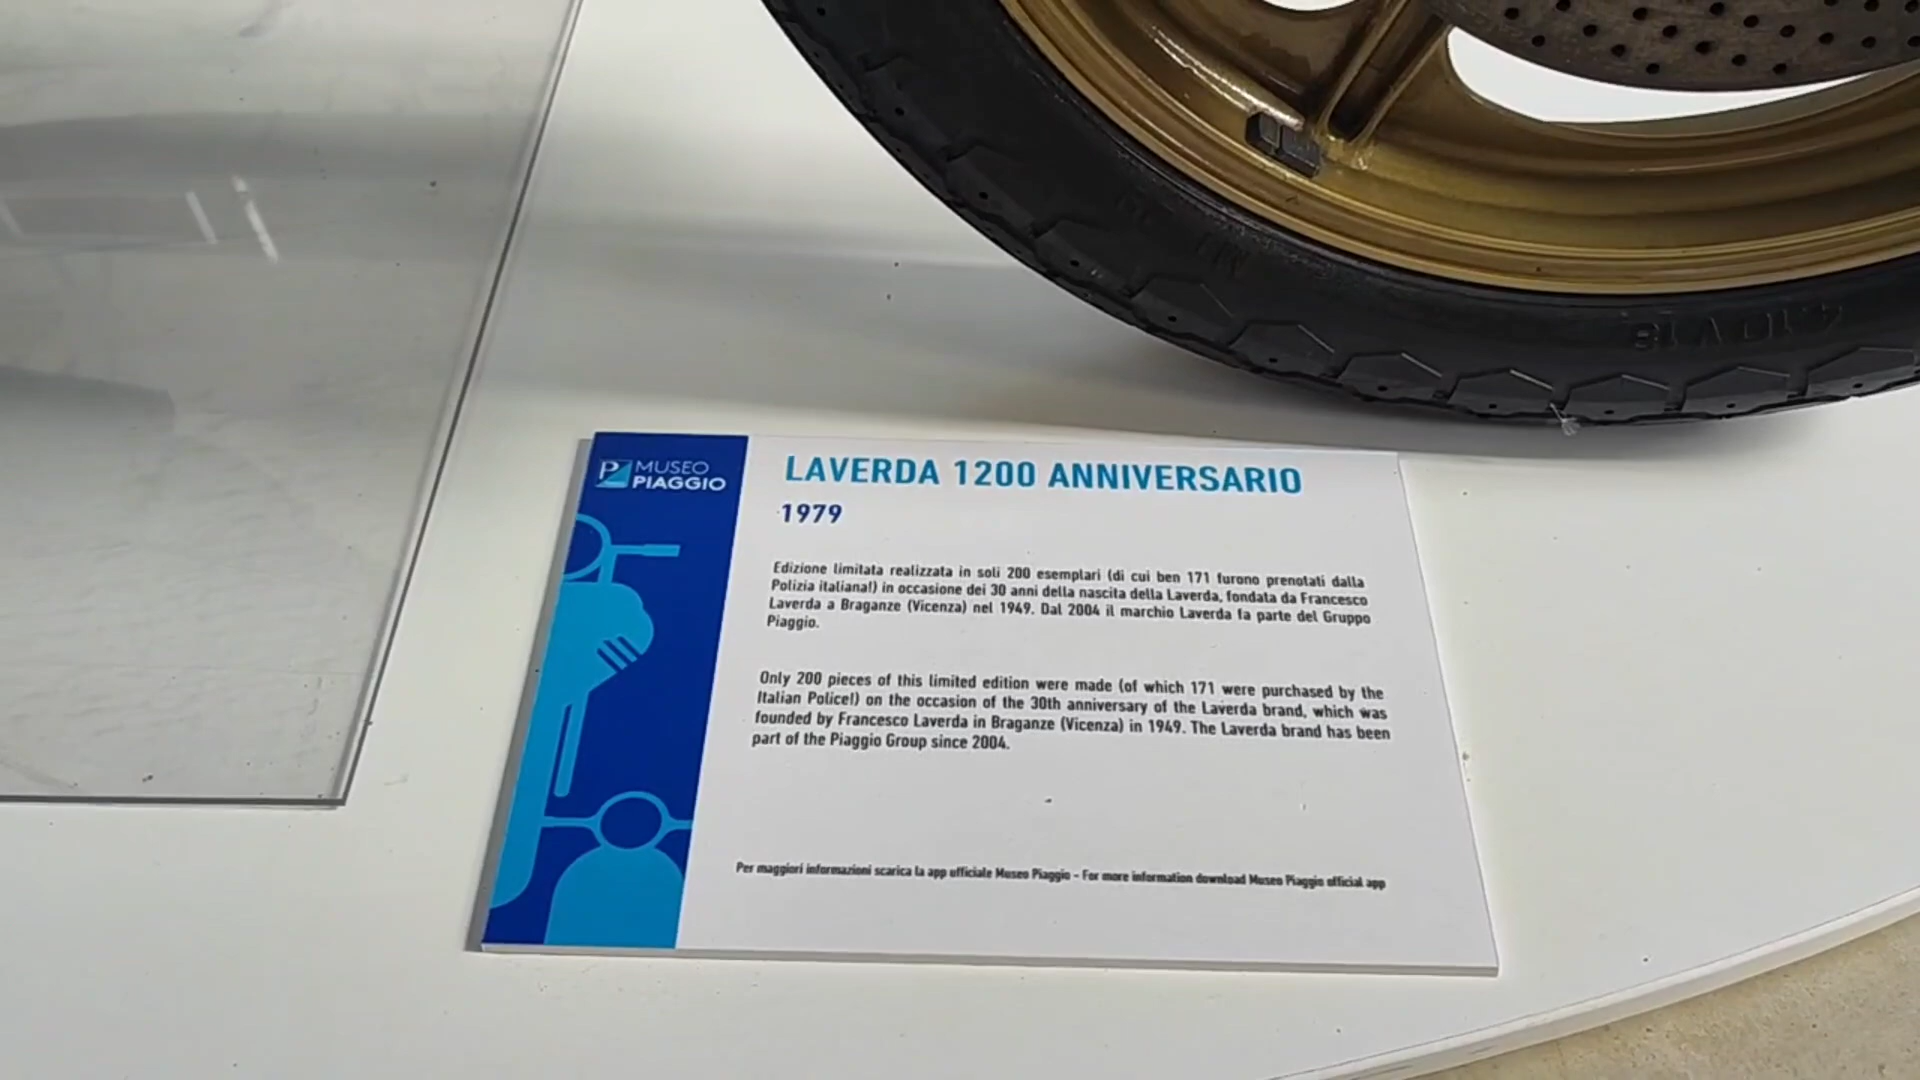 4.10 V 18
MUSEO
PIAGGIO
LAVERDA 1200 ANNIVERSARIO
1979
Edizione limitata realizzata in soli 200 esemplari (di cui ben 171 furono prenotati dalla
Polizia italiana!) in occasione dei 30 anni della nascita della Laverda, fondata da Francesco
Laverda a Braganze (Vicenza) nel 1949. Dal 2004 il marchio Laverda fa parte del Gruppo
Piaggio.
Only 200 pieces of this limited edition were made (of which 171 were purchased by the
Italian Police!) on the occasion of the 30th anniversary of the Laverda brand, which was
founded by Francesco Laverda in Braganze (Vicenza) in 1949. The Laverda brand has been
part of the Piaggio Group since 2004.
Per maggiori informazioni scarica la app ufficiale Museo Piaggio - For more information download Museo Piaggio official app